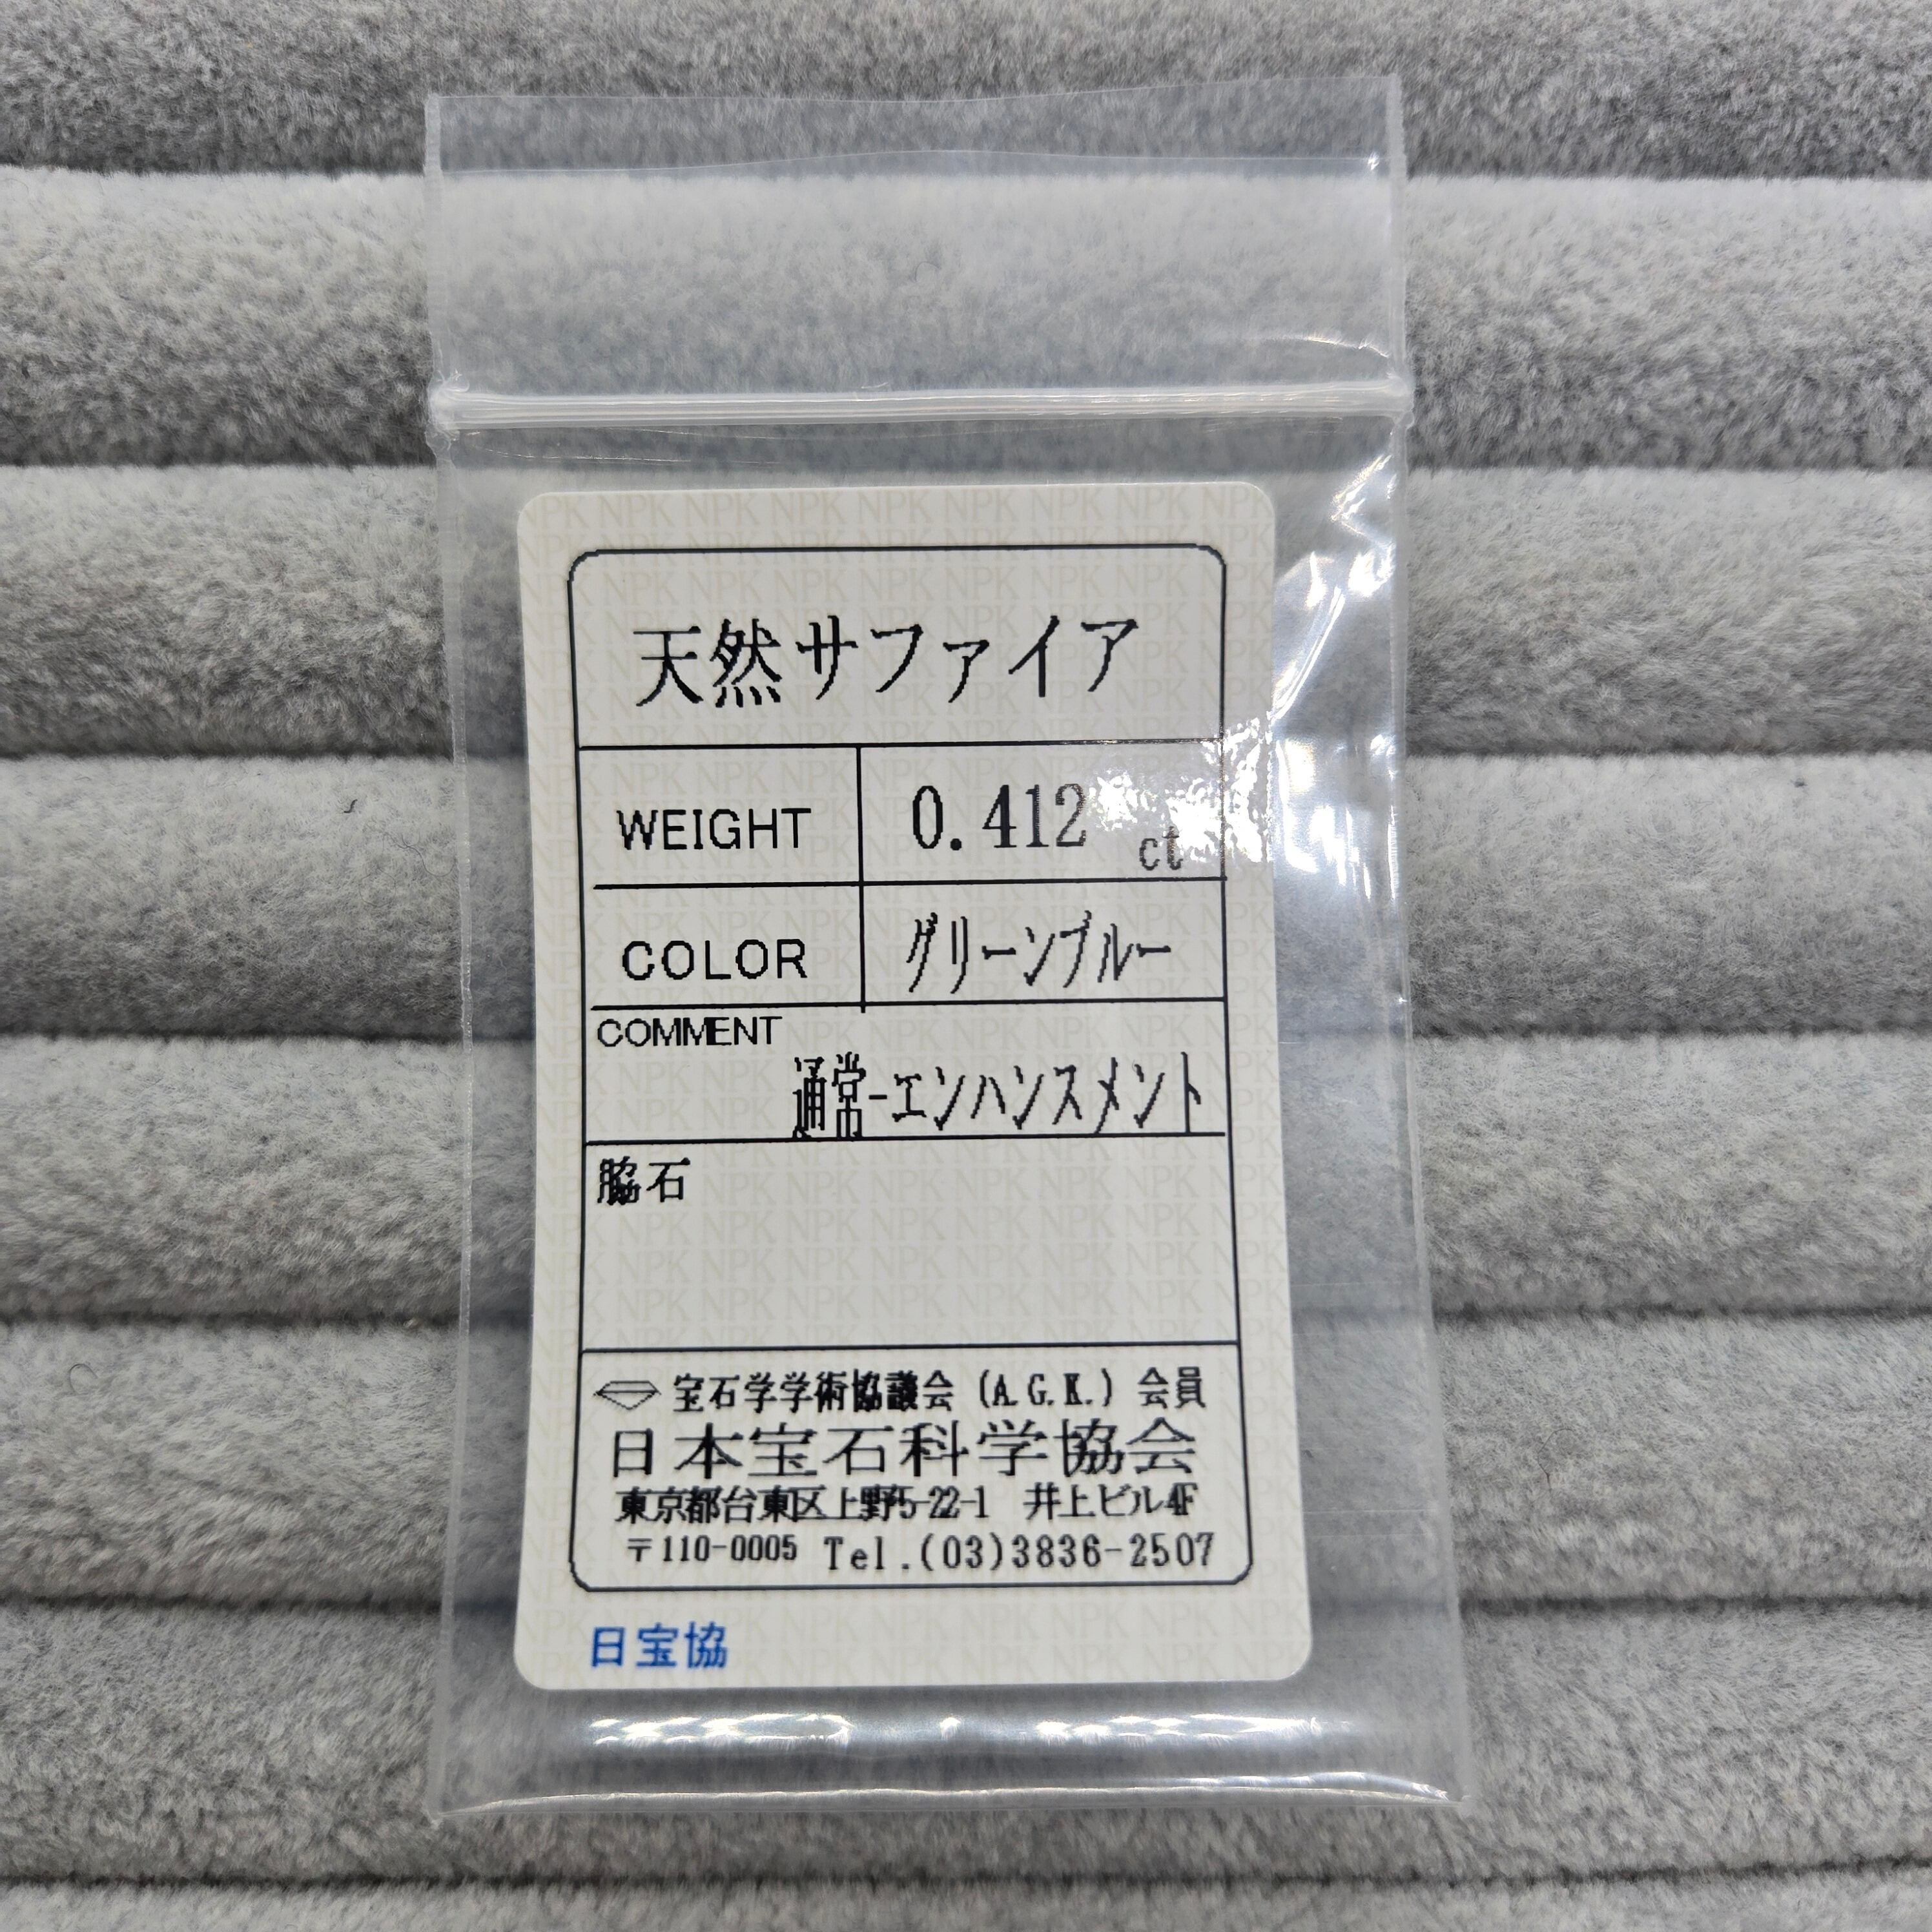 天然サファイア
WEIGHT 0.412 ct
COLOR グリーンブルー
COMMENT
通常-エンハンスメント
脇石
宝石学学術協議会 (A.G.K.) 会員
日本宝石科学協会
東京都台東区上野5-22-1 井上ビル4F
〒110-0005 Tel.(03)3836-2507
日宝協